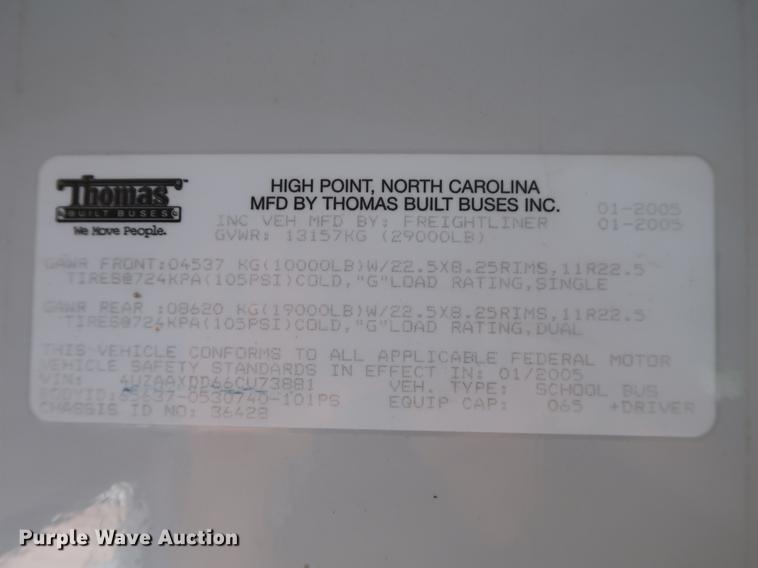 Thomas
BUILT BUSES
We Move People.
HIGH POINT, NORTH CAROLINA
MFD BY THOMAS BUILT BUSES INC. 01-2005
INC VEH MFD BY: FREIGHTLINER 01-2005
GVWR: 13157KG (29000LB)
GAWR FRONT:04537 KG(10000LB)W/22.5X8.25RIMS,11R22.5
TIRES@724KPA(105PSI)COLD,"G"LOAD RATING,SINGLE
GAWR REAR :08620 KG(19000LB)W/22.5X8.25RIMS,11R22.5
TIRES@724KPA(105PSI)COLD,"G"LOAD RATING,DUAL
THIS VEHICLE CONFORMS TO ALL APPLICABLE FEDERAL MOTOR
VEHICLE SAFETY STANDARDS IN EFFECT IN: 01/2005
VIN: 4UZAAXDD66CU73881 VEH. TYPE: SCHOOL BUS
BODYID: EQUIP CAP: 065 +DRIVER
CHASSIS ID NO: 36428
Purple Wave Auction